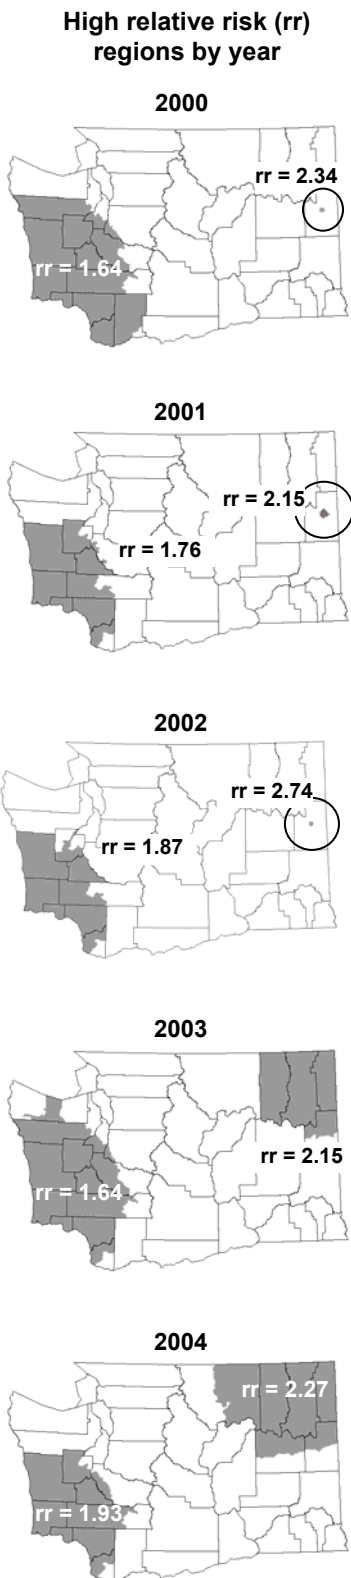 High relative risk (rr)
regions by year
2000
rr = 2.34
rr = 1.64
2001
rr = 2.15
rr = 1.76
2002
rr = 2.74
rr = 1.87
2003
rr = 2.15
rr = 1.64
2004
rr = 2.27
rr = 1.93